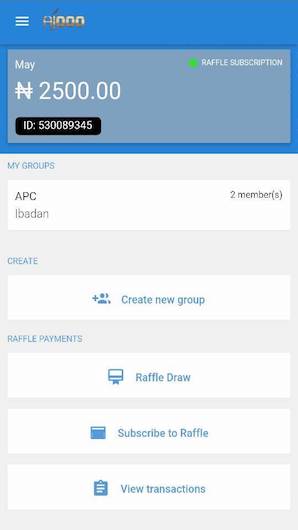 May
RAFFLE SUBSCRIPTION
₦ 2500.00
ID: 530089345
MY GROUPS
APC
2 member(s)
Ibadan
CREATE
Create new group
RAFFLE PAYMENTS
Raffle Draw
Subscribe to Raffle
View transactions